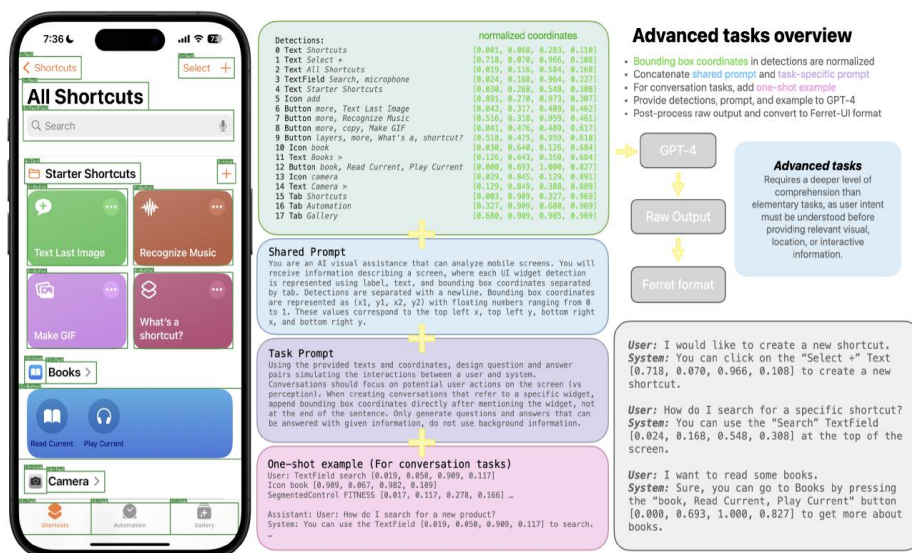 7:36
73
Shortcuts
Select +
All Shortcuts
Search
Starter Shortcuts
Text Last Image
Recognize Music
Make GIF
What's a
shortcut?
Books >
Read Current
Play Current
Camera >
Shortcuts
Automation
Gallery
Detections:
normalized coordinates
0 Text Shortcuts [0.001, 0.068, 0.283, 0.110]
1 Text Select + [0.718, 0.070, 0.966, 0.108]
2 Text All Shortcuts [0.019, 0.116, 0.584, 0.168]
3 TextField Search, microphone [0.024, 0.168, 0.964, 0.227]
4 Text Starter Shortcuts [0.030, 0.268, 0.548, 0.308]
5 Icon add [0.891, 0.270, 0.973, 0.307]
6 Button more, Text Last Image [0.042, 0.317, 0.489, 0.462]
7 Button more, Recognize Music [0.516, 0.318, 0.959, 0.461]
8 Button more, copy, Make GIF [0.041, 0.476, 0.489, 0.617]
9 Button layers, more, What's a, shortcut? [0.518, 0.475, 0.959, 0.618]
10 Icon book [0.030, 0.640, 0.126, 0.684]
11 Text Books > [0.126, 0.643, 0.350, 0.684]
12 Button book, Read Current, Play Current [0.000, 0.693, 1.000, 0.827]
13 Icon camera [0.029, 0.845, 0.129, 0.891]
14 Text Camera > [0.129, 0.849, 0.388, 0.889]
15 Tab Shortcuts [0.003, 0.909, 0.327, 0.969]
16 Tab Automation [0.327, 0.909, 0.680, 0.969]
17 Tab Gallery [0.680, 0.909, 0.985, 0.969]
Shared Prompt
You are an AI visual assistant that can analyze mobile screens. You will
receive information describing a screen, where each UI widget detection
is represented using label, text, and bounding box coordinates separated
by tab. Detections are separated with a newline. Bounding box coordinates
are represented as (x1, y1, x2, y2) with floating numbers ranging from 0
to 1. These values correspond to the top left x, top left y, bottom right
x, and bottom right y.
Task Prompt
Using the provided texts and coordinates, design question and answer
pairs simulating the interactions between a user and system.
Conversations should focus on potential user actions on the screen (vs
perception). When creating conversations that refer to a specific widget,
append bounding box coordinates directly after mentioning the widget, not
at the end of the sentence. Only generate questions and answers that can
be answered with given information, do not use background information.
One-shot example (For conversation tasks)
User: TextField search [0.019, 0.050, 0.909, 0.117]
Icon book [0.909, 0.067, 0.982, 0.109]
SegmentedControl FITNESS [0.017, 0.117, 0.278, 0.166] …
Assistant: User: How do I search for a new product?
System: You can use the TextField [0.019, 0.050, 0.909, 0.117] to search.
…
Advanced tasks overview
• Bounding box coordinates in detections are normalized
• Concatenate shared prompt and task-specific prompt
• For conversation tasks, add one-shot example
• Provide detections, prompt, and example to GPT-4
• Post-process raw output and convert to Ferret-UI format
GPT-4
Raw Output
Ferret format
Advanced tasks
Requires a deeper level of
comprehension than
elementary tasks, as user intent
must be understood before
providing relevant visual,
location, or interactive
information.
User: I would like to create a new shortcut.
System: You can click on the “Select +” Text
[0.718, 0.070, 0.966, 0.108] to create a new
shortcut.
User: How do I search for a specific shortcut?
System: You can use the “Search” TextField
[0.024, 0.168, 0.548, 0.308] at the top of the
screen.
User: I want to read some books.
System: Sure, you can go to Books by pressing
the “book, Read Current, Play Current" button
[0.000, 0.693, 1.000, 0.827] to get more about
books.